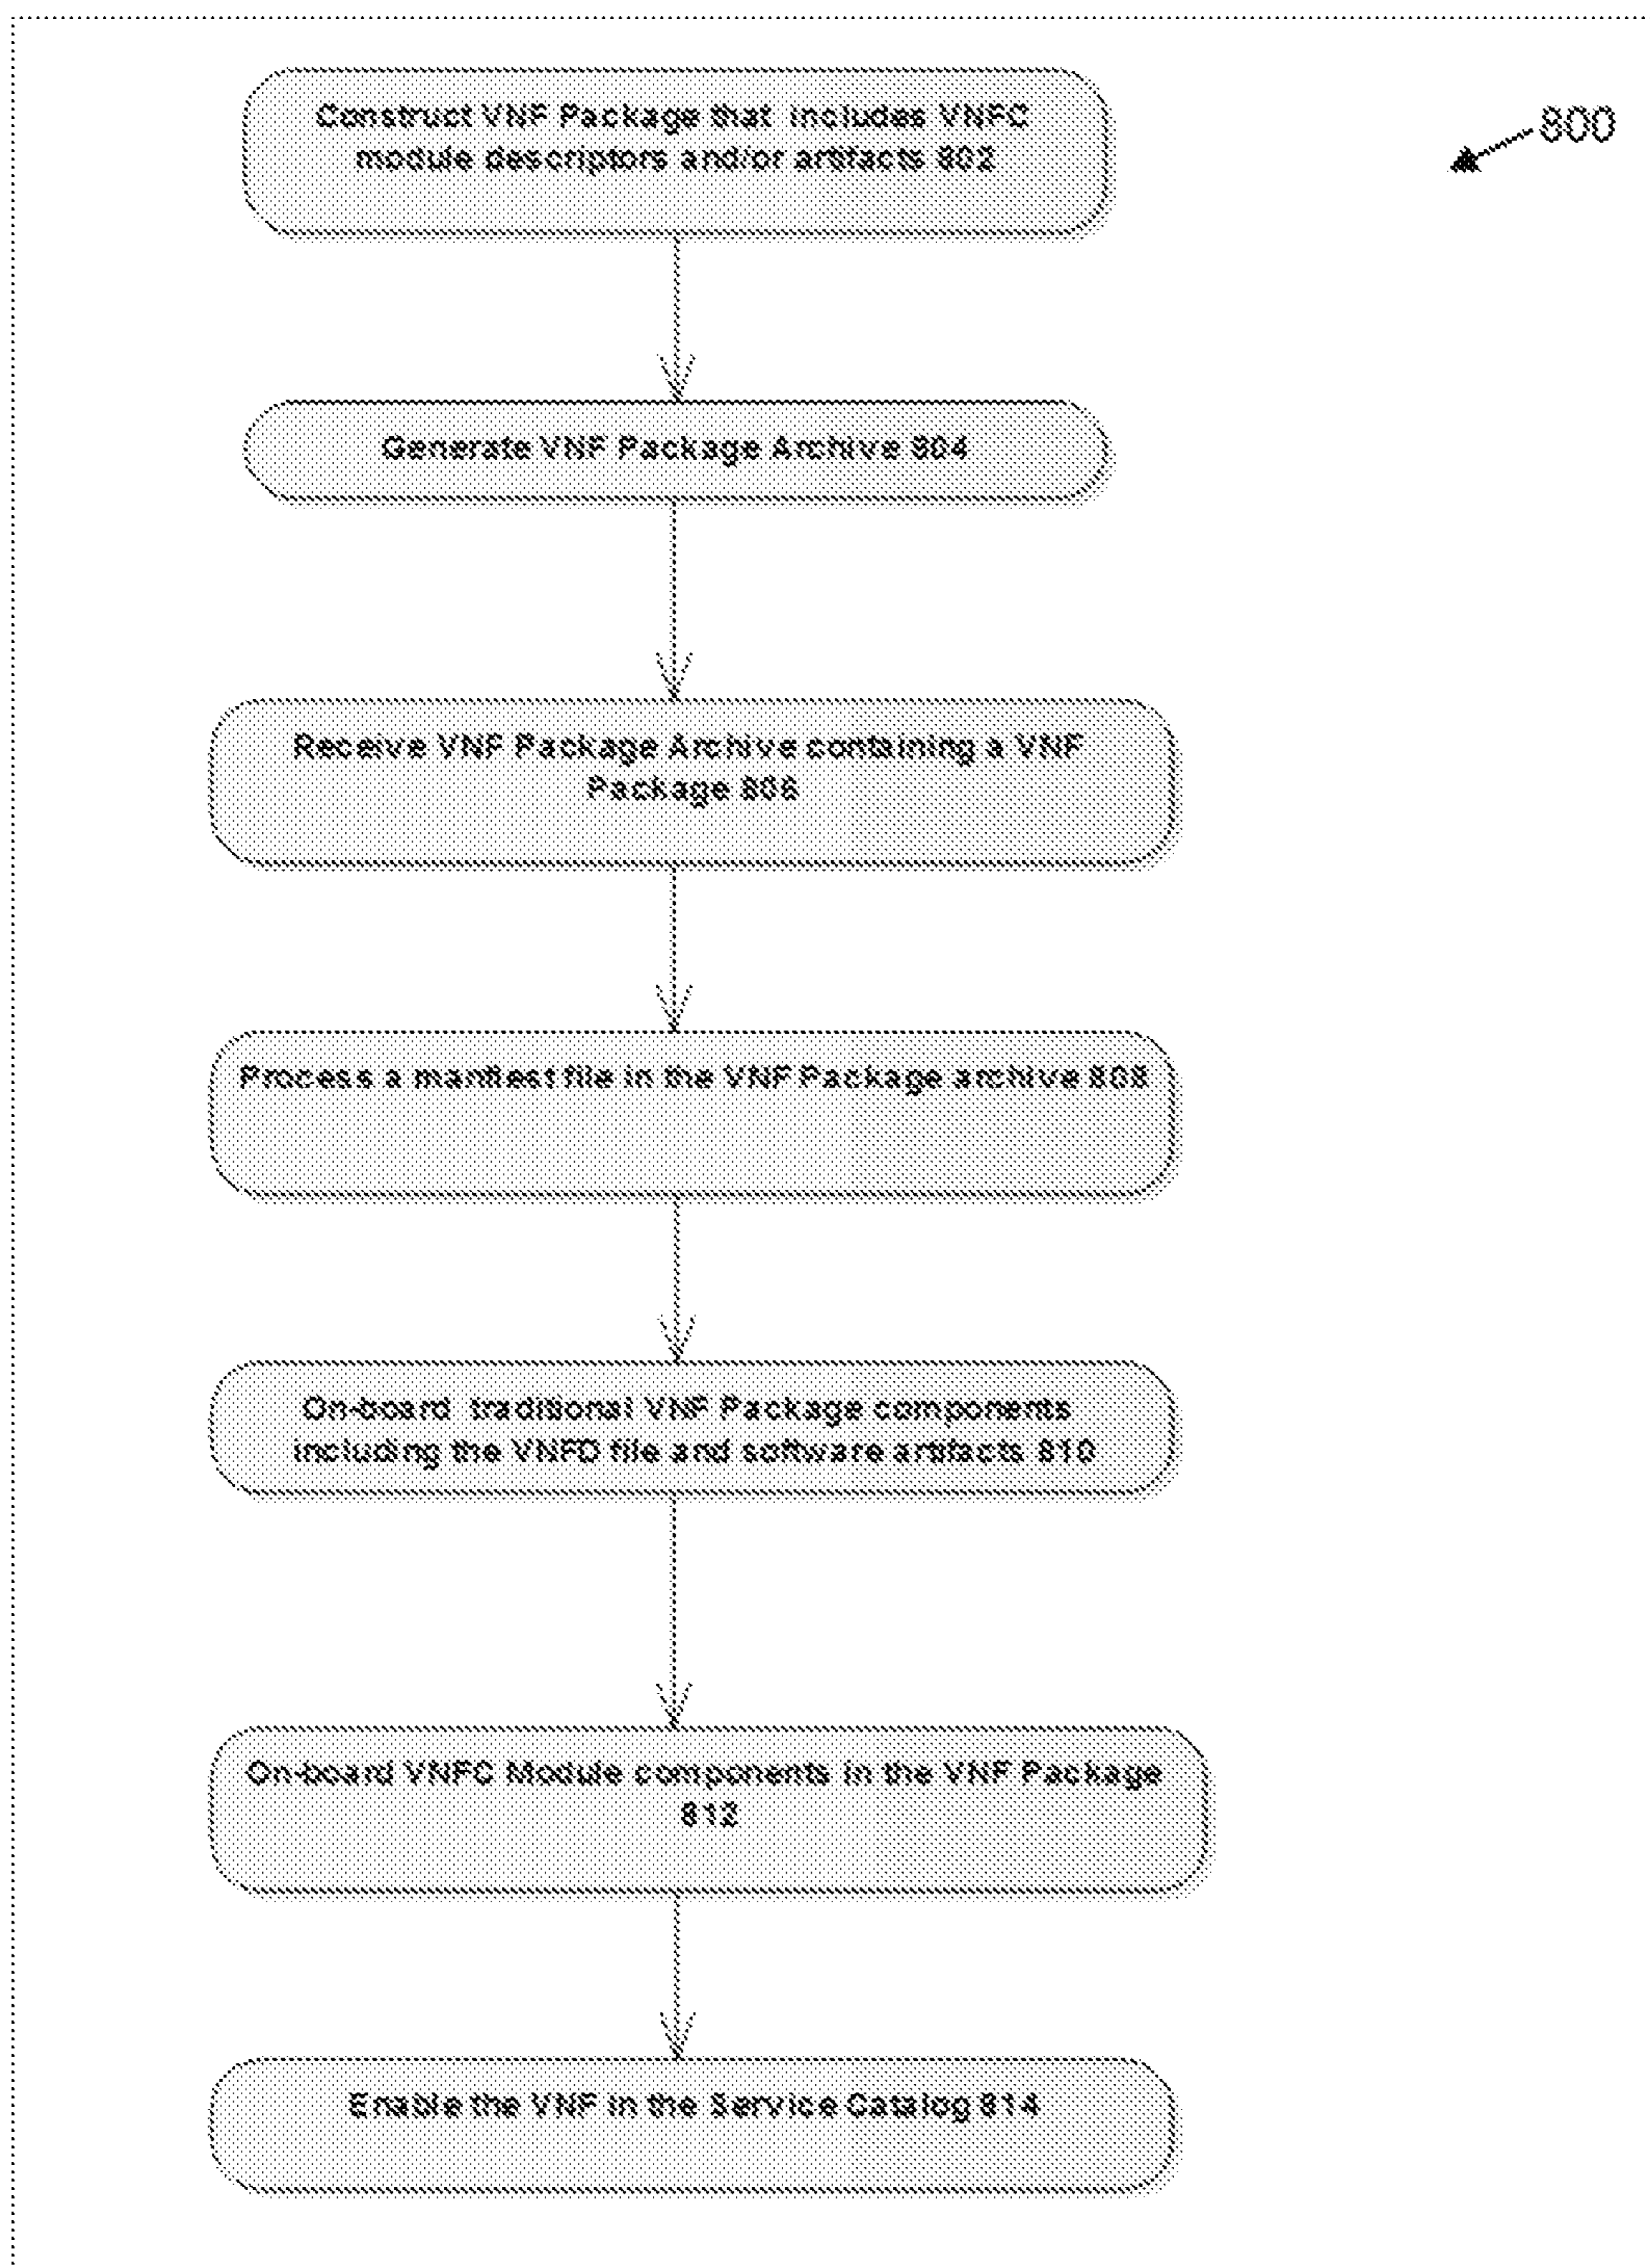 Construct VNF Package that includes VNFC
module descriptors and/or artifacts 802
800
Generate VNF Package Archive 804
Receive VNF Package Archive containing a VNF
Package 806
Process a manifest file in the VNF Package archive 808
On-board traditional VNF Package components
including the VNFD file and software artifacts 810
On-board VNFC Module components in the VNF Package
812
Enable the VNF in the Service Catalog 814